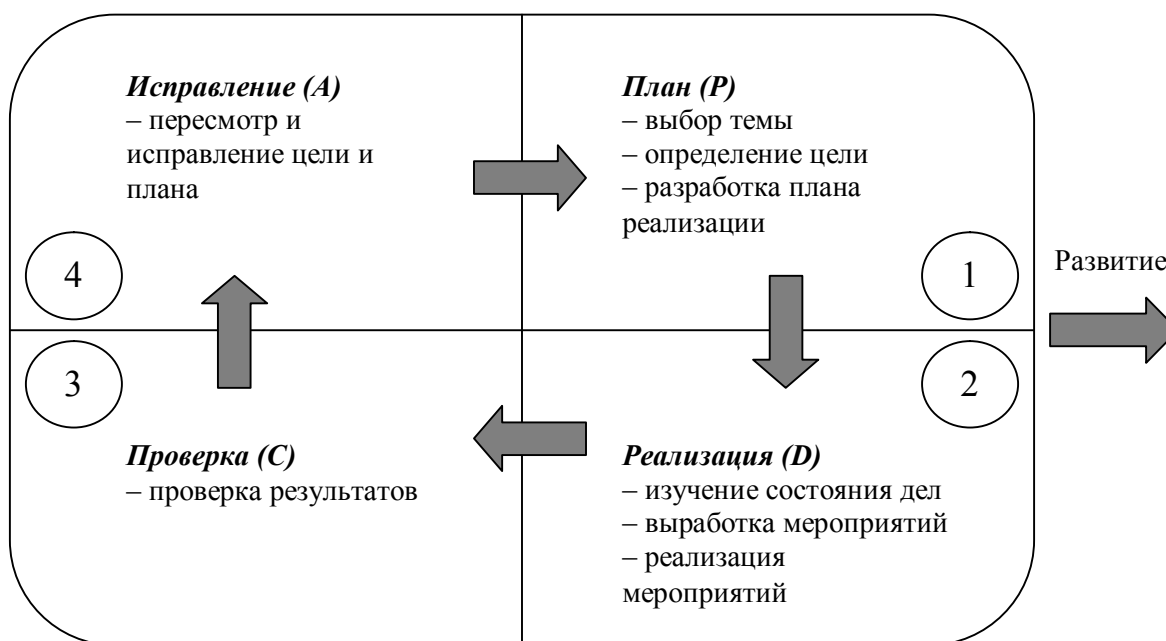 Исправление (A)
– пересмотр и
исправление цели и
плана
4
План (P)
– выбор темы
– определение цели
– разработка плана
реализации
1
Развитие
3
Проверка (C)
– проверка результатов
2
Реализация (D)
– изучение состояния дел
– выработка мероприятий
– реализация
мероприятий